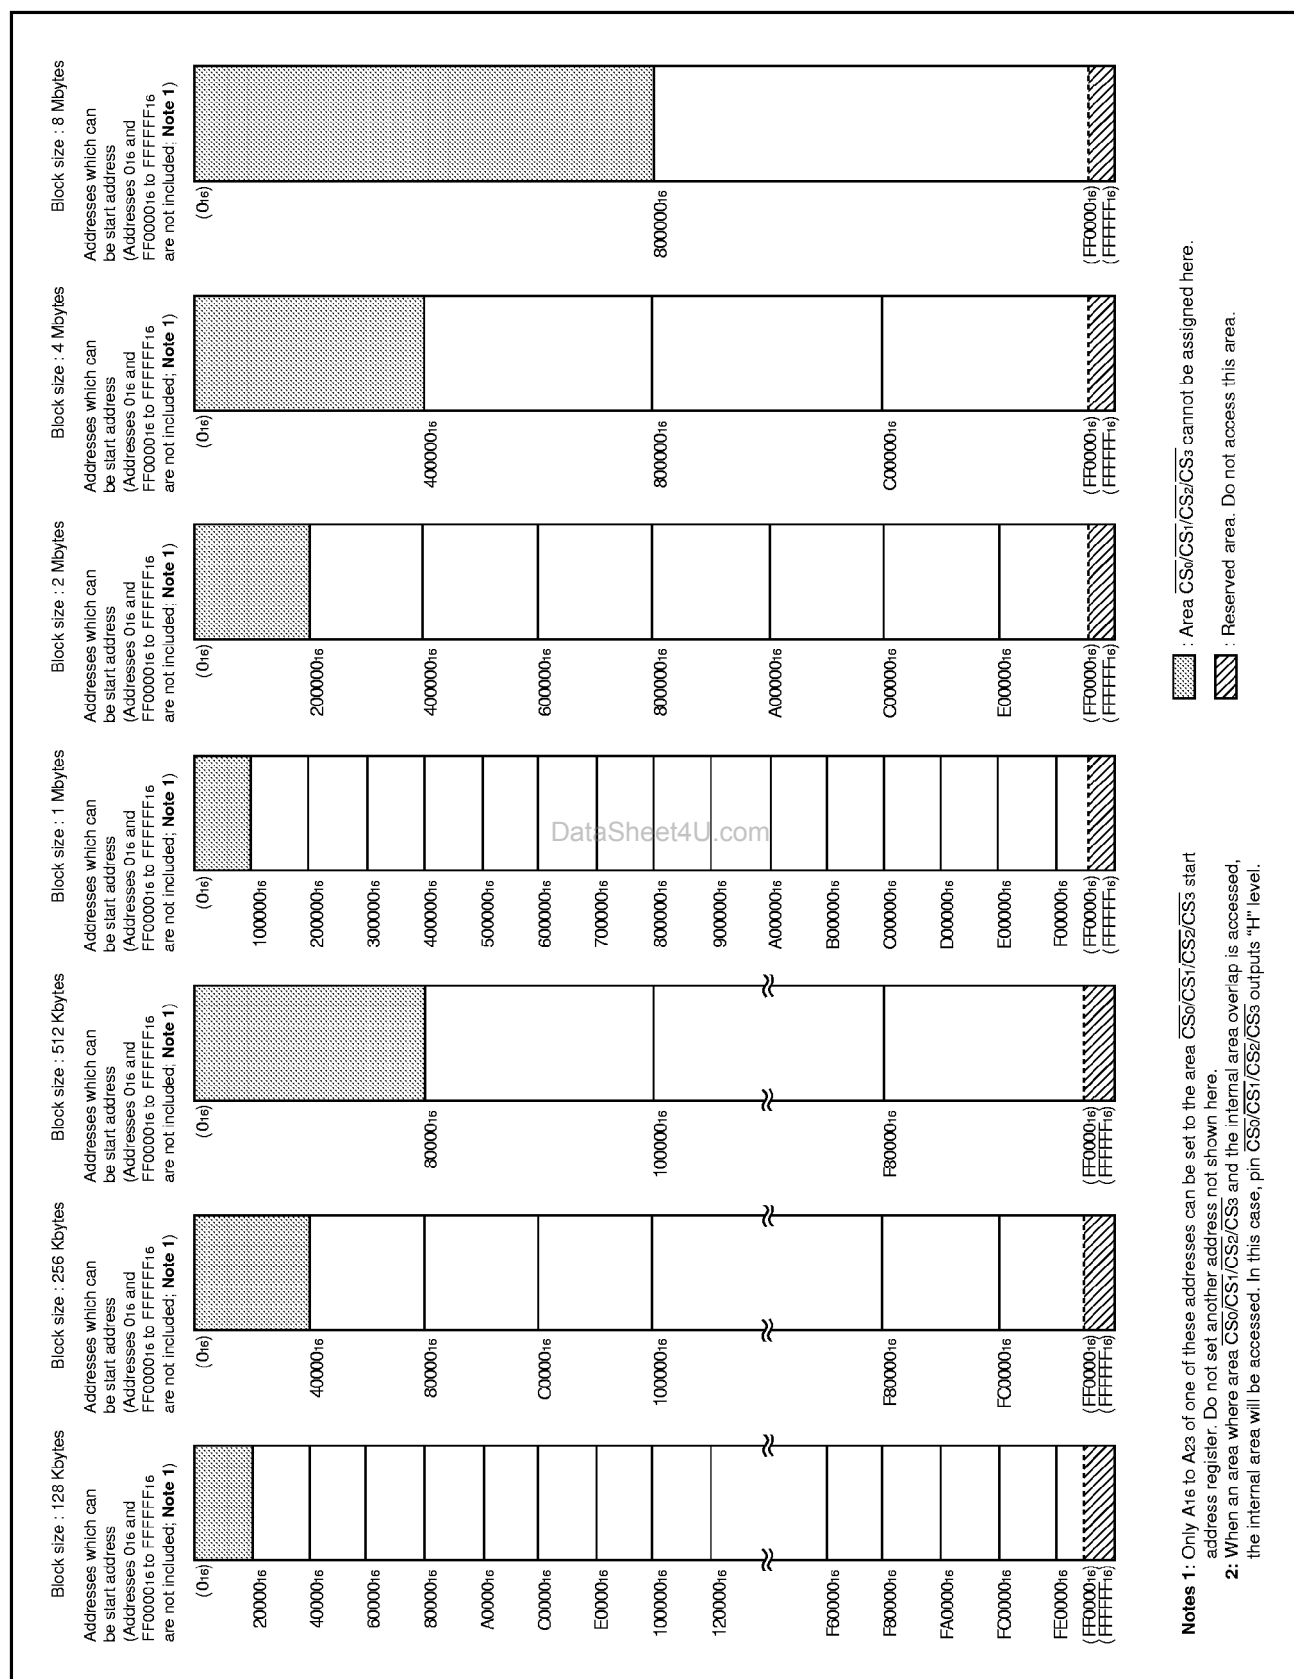 Block size : 128 Kbytes
Addresses which can
be start address
(Addresses 0₁₆ and
FF0000₁₆ to FFFFFF₁₆
are not included; Note 1)
(0₁₆)
20000₁₆
40000₁₆
60000₁₆
80000₁₆
A0000₁₆
C0000₁₆
E0000₁₆
100000₁₆
120000₁₆
F60000₁₆
F80000₁₆
FA0000₁₆
FC0000₁₆
FE0000₁₆
(FF0000₁₆)
(FFFFFF₁₆)
Block size : 256 Kbytes
Addresses which can
be start address
(Addresses 0₁₆ and
FF0000₁₆ to FFFFFF₁₆
are not included; Note 1)
(0₁₆)
40000₁₆
80000₁₆
C0000₁₆
100000₁₆
F80000₁₆
FC0000₁₆
(FF0000₁₆)
(FFFFFF₁₆)
Block size : 512 Kbytes
Addresses which can
be start address
(Addresses 0₁₆ and
FF0000₁₆ to FFFFFF₁₆
are not included; Note 1)
(0₁₆)
80000₁₆
100000₁₆
F80000₁₆
(FF0000₁₆)
(FFFFFF₁₆)
Block size : 1 Mbytes
Addresses which can
be start address
(Addresses 0₁₆ and
FF0000₁₆ to FFFFFF₁₆
are not included; Note 1)
(0₁₆)
100000₁₆
200000₁₆
300000₁₆
400000₁₆
500000₁₆
600000₁₆
700000₁₆
800000₁₆
900000₁₆
A00000₁₆
B00000₁₆
C00000₁₆
D00000₁₆
E00000₁₆
F00000₁₆
(FF0000₁₆)
(FFFFFF₁₆)
Block size : 2 Mbytes
Addresses which can
be start address
(Addresses 0₁₆ and
FF0000₁₆ to FFFFFF₁₆
are not included; Note 1)
(0₁₆)
200000₁₆
400000₁₆
600000₁₆
800000₁₆
A00000₁₆
C00000₁₆
E00000₁₆
(FF0000₁₆)
(FFFFFF₁₆)
Block size : 4 Mbytes
Addresses which can
be start address
(Addresses 0₁₆ and
FF0000₁₆ to FFFFFF₁₆
are not included; Note 1)
(0₁₆)
400000₁₆
800000₁₆
C00000₁₆
(FF0000₁₆)
(FFFFFF₁₆)
Block size : 8 Mbytes
Addresses which can
be start address
(Addresses 0₁₆ and
FF0000₁₆ to FFFFFF₁₆
are not included; Note 1)
(0₁₆)
800000₁₆
(FF0000₁₆)
(FFFFFF₁₆)
DataSheet4U.com
: Area CS₀/CS₁/CS₂/CS₃ cannot be assigned here.
: Reserved area. Do not access this area.
Notes 1: Only A₁₆ to A₂₃ of one of these addresses can be set to the area CS₀/CS₁/CS₂/CS₃ start
address register. Do not set another address not shown here.
2: When an area where area CS₀/CS₁/CS₂/CS₃ and the internal area overlap is accessed,
the internal area will be accessed. In this case, pin CS₀/CS₁/CS₂/CS₃ outputs "H" level.